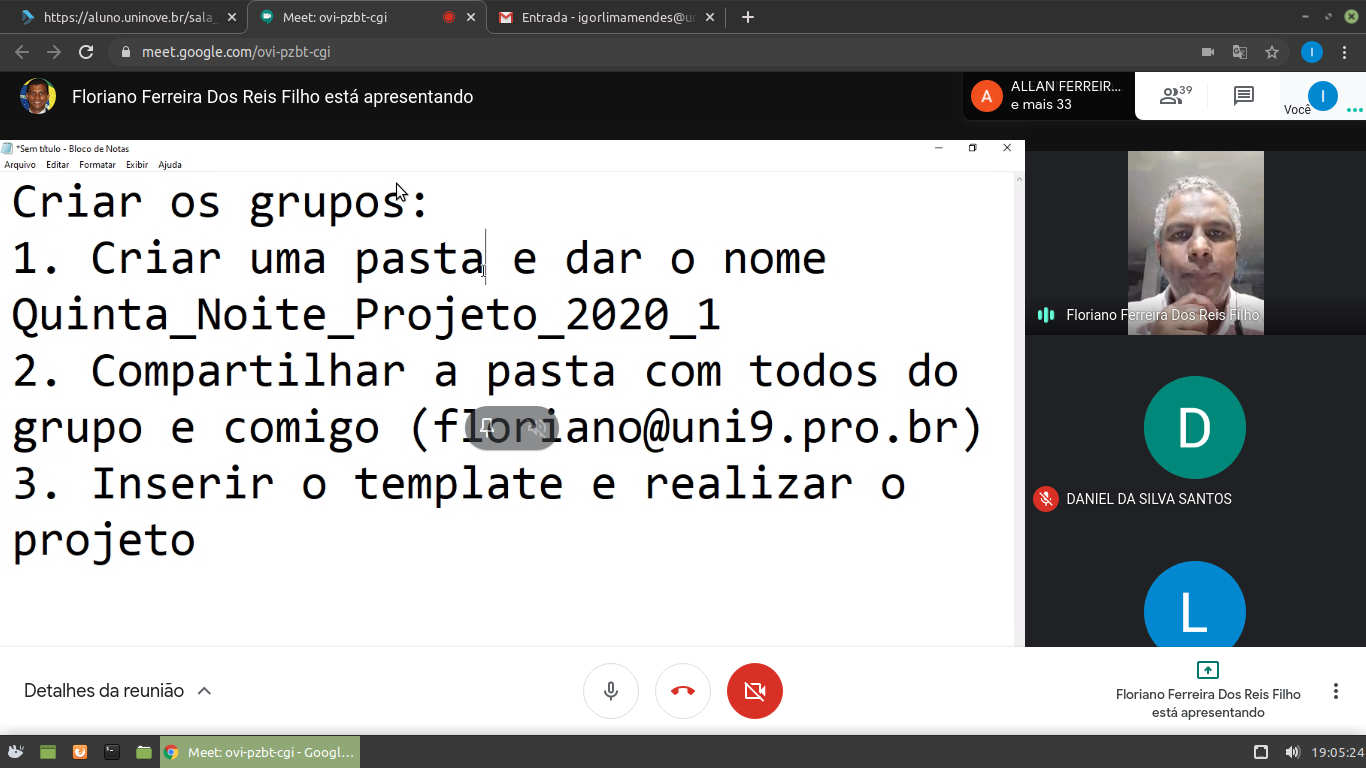 https://aluno.uninove.br/sala_
Meet: ovi-pzbt-cgi
Entrada - igorlimamendes@u
meet.google.com/ovi-pzbt-cgi
I
Floriano Ferreira Dos Reis Filho está apresentando
A
ALLAN FERREIR...
e mais 33
39
Você
I
*Sem título - Bloco de Notas
Arquivo Editar Formatar Exibir Ajuda
Criar os grupos:
1. Criar uma pasta e dar o nome
Quinta_Noite_Projeto_2020_1
2. Compartilhar a pasta com todos do
grupo e comigo (floriano@uni9.pro.br)
3. Inserir o template e realizar o
projeto
Floriano Ferreira Dos Reis Filho
D
DANIEL DA SILVA SANTOS
L
Detalhes da reunião
Floriano Ferreira Dos Reis Filho
está apresentando
Meet: ovi-pzbt-cgi - Googl...
19:05:24